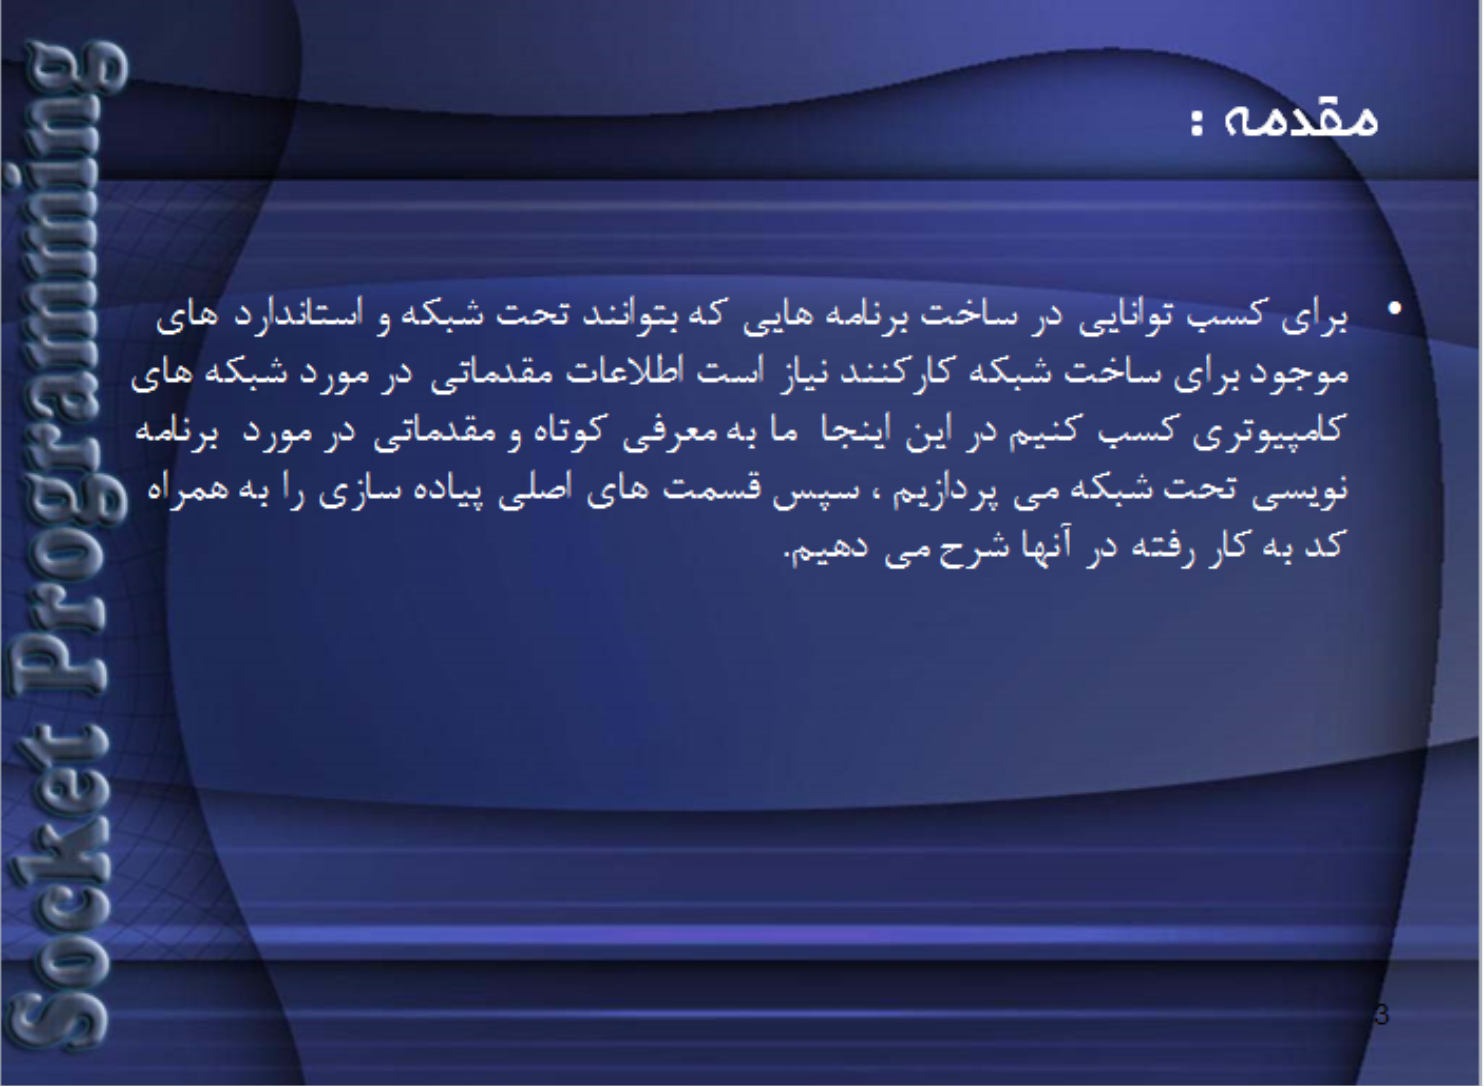 مقدمه :
• برای کسب توانایی در ساخت برنامه هایی که بتوانند تحت شبکه و استاندارد های
موجود برای ساخت شبکه کارکنند نیاز است اطلاعات مقدماتی در مورد شبکه های
کامپیوتری کسب کنیم در این اینجا ما به معرفی کوتاه و مقدماتی در مورد برنامه
نویسی تحت شبکه می پردازیم ، سپس قسمت های اصلی پیاده سازی را به همراه
کد به کار رفته در آنها شرح می دهیم.
Socket Programming
3